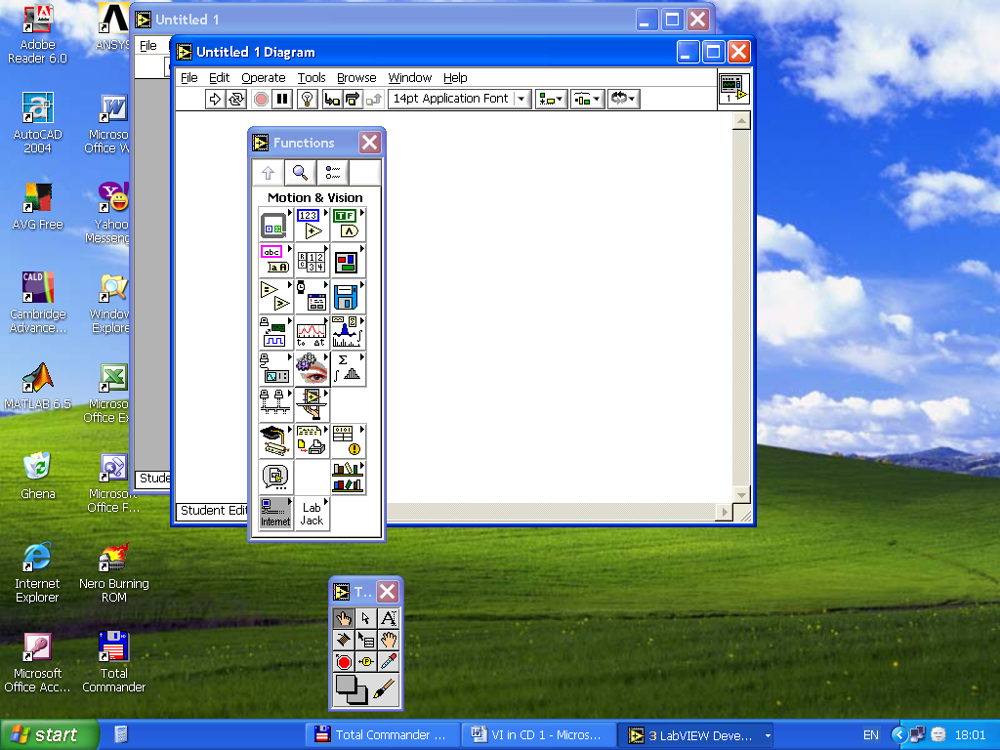 Adobe
Reader 6.0
ANSYS
AutoCAD
2004
Microso
Office W
AVG Free
Yahoo
Messeng
CALD
Cambridge
Advance...
Window
Explore
MATLAB 6.5
Microso
Office Ex
Ghena
Microso
Office F...
Internet
Explorer
Nero Burning
ROM
Microsoft
Office Acc...
Total
Commander
Untitled 1
File
Stude
Untitled 1 Diagram
File Edit Operate Tools Browse Window Help
14pt Application Font
1
Student Edit
Functions
Motion & Vision
123
TF
abc
a A
1 2
3 4
t₀ Δt
Σ
Internet
Lab
Jack
T..
A
P
start
Total Commander ...
VI in CD 1 - Micros...
3 LabVIEW Deve...
EN
18:01